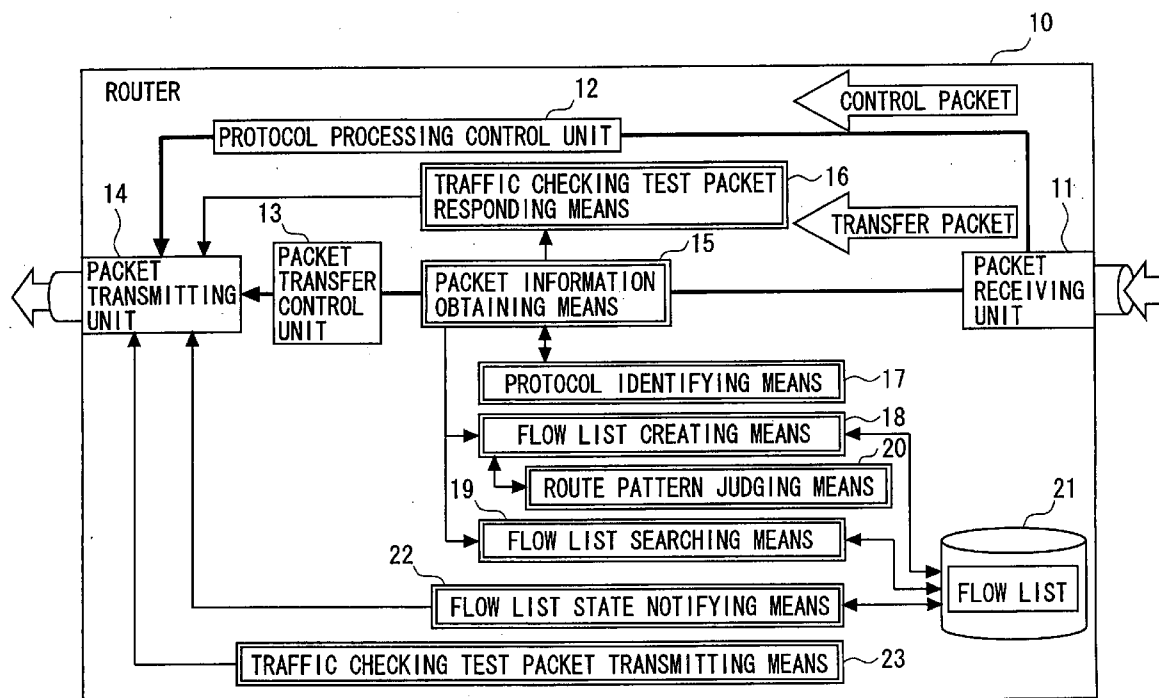 10
ROUTER
12
CONTROL PACKET
PROTOCOL PROCESSING CONTROL UNIT
16
TRAFFIC CHECKING TEST PACKET
RESPONDING MEANS
14
13
TRANSFER PACKET
11
15
PACKET
TRANSMITTING
UNIT
PACKET
TRANSFER
CONTROL
UNIT
PACKET INFORMATION
OBTAINING MEANS
PACKET
RECEIVING
UNIT
PROTOCOL IDENTIFYING MEANS
17
18
FLOW LIST CREATING MEANS
20
ROUTE PATTERN JUDGING MEANS
19
21
FLOW LIST SEARCHING MEANS
22
FLOW LIST
FLOW LIST STATE NOTIFYING MEANS
TRAFFIC CHECKING TEST PACKET TRANSMITTING MEANS
23